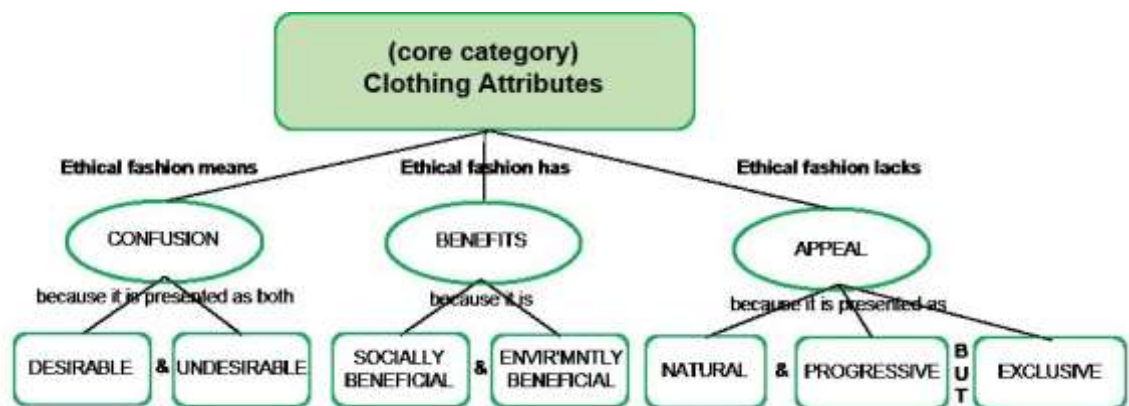 (core category)
Clothing Attributes
Ethical fashion means Ethical fashion has Ethical fashion lacks
CONFUSION BENEFITS APPEAL
because it is presented as both because it is because it is presented as
DESIRABLE & UNDESIRABLE SOCIALLY BENEFICIAL & ENVIR'MNTLY BENEFICIAL NATURAL & PROGRESSIVE BUT EXCLUSIVE